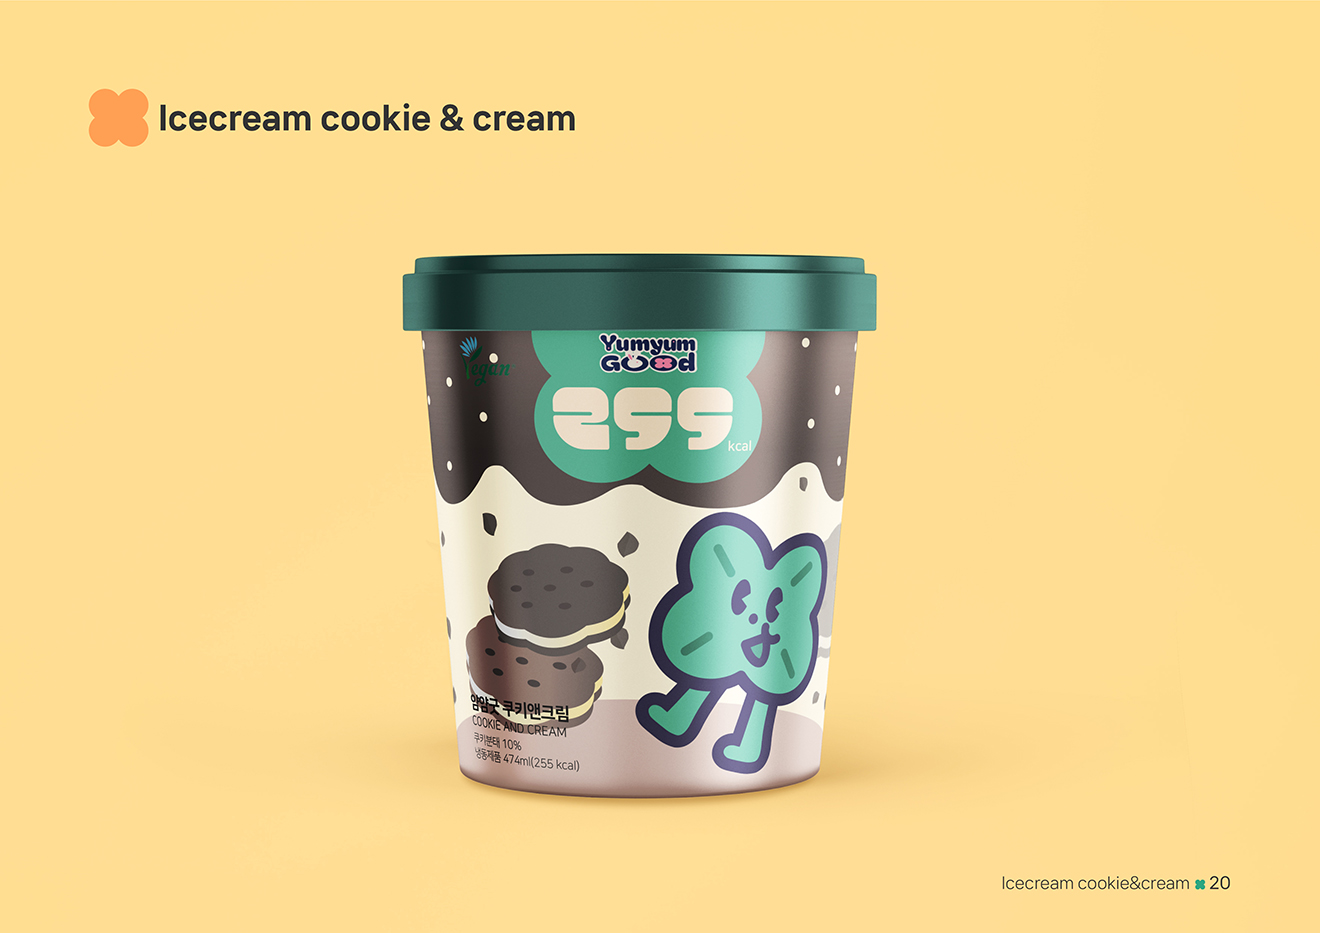 Icecream cookie & cream
Vegan
Yumyum
Good
255
kcal
얌얌굿 쿠키앤크림
COOKIE AND CREAM
쿠키분태 10%
냉동제품 474ml(255 kcal)
Icecream cookie&cream 20